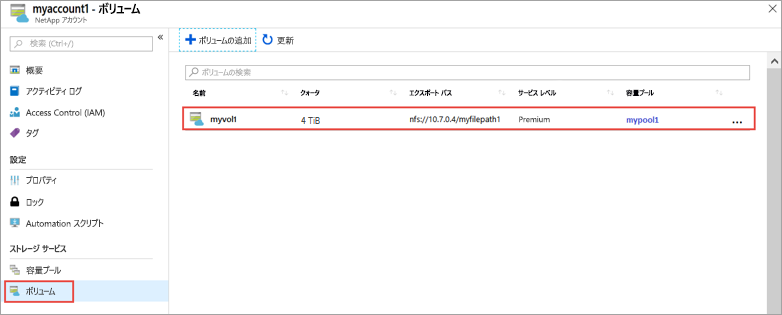 myaccount1 - ボリューム
NetApp アカウント
検索 (Ctrl+/)
概要
アクティビティ ログ
Access Control (IAM)
タグ
設定
プロパティ
ロック
Automation スクリプト
ストレージ サービス
容量プール
ボリューム
ボリュームの追加 更新
ボリュームの検索
名前 クォータ エクスポート パス サービス レベル 容量プール
myvol1 4 TiB nfs://10.7.0.4/myfilepath1 Premium mypool1 ...